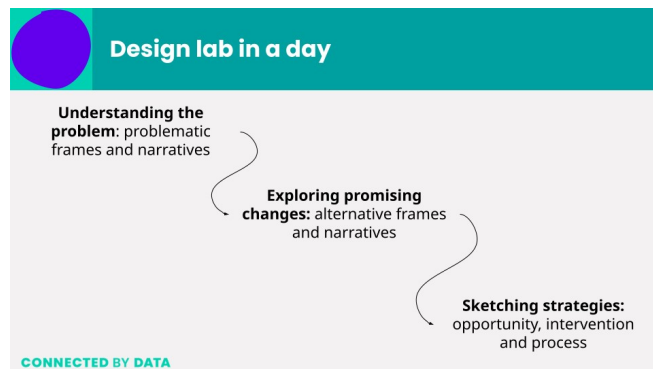 Design lab in a day
Understanding the
problem: problematic
frames and narratives
Exploring promising
changes: alternative frames
and narratives
Sketching strategies:
opportunity, intervention
and process
CONNECTED BY DATA